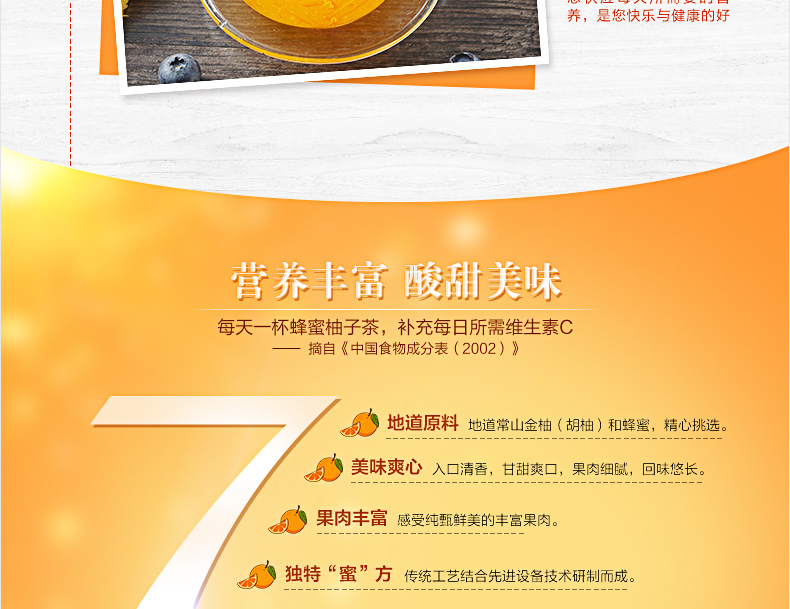 养，是您快乐与健康的好
营养丰富 酸甜美味
每天一杯蜂蜜柚子茶，补充每日所需维生素C
—— 摘自《中国食物成分表（2002）》
7
地道原料 地道常山金柚（胡柚）和蜂蜜，精心挑选。
美味爽心 入口清香，甘甜爽口，果肉细腻，回味悠长。
果肉丰富 感受纯甄鲜美的丰富果肉。
独特“蜜”方 传统工艺结合先进设备技术研制而成。